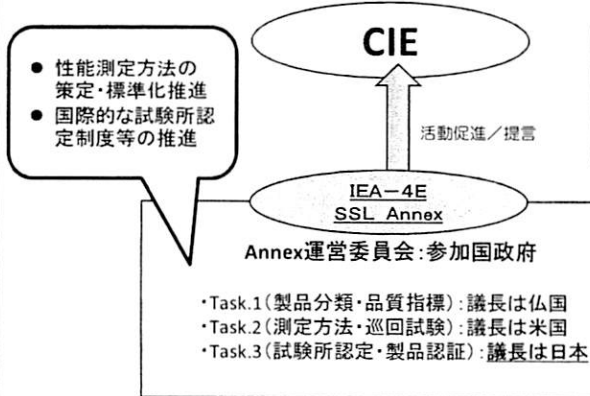 CIE
● 性能測定方法の
策定・標準化推進
● 国際的な試験所認
定制度等の推進
活動促進／提言
IEA－4E
SSL Annex
Annex運営委員会：参加国政府
・Task.1（製品分類・品質指標）：議長は仏国
・Task.2（測定方法・巡回試験）：議長は米国
・Task.3（試験所認定・製品認証）：議長は日本